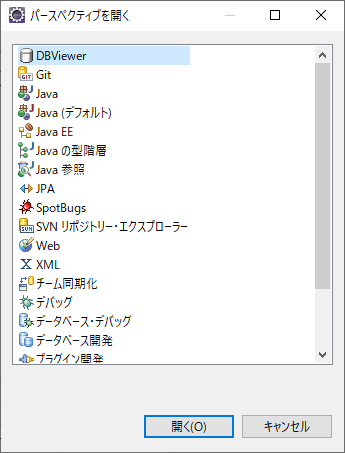 パースペクティブを開く
DBViewer
GIT Git
Java
Java (デフォルト)
Java EE
Java の型階層
Java 参照
JPA
SpotBugs
SVN SVN リポジトリー・エクスプローラー
Web
X XML
チーム同期化
デバッグ
データベース・デバッグ
データベース開発
プラグイン開発
開く(O) キャンセル